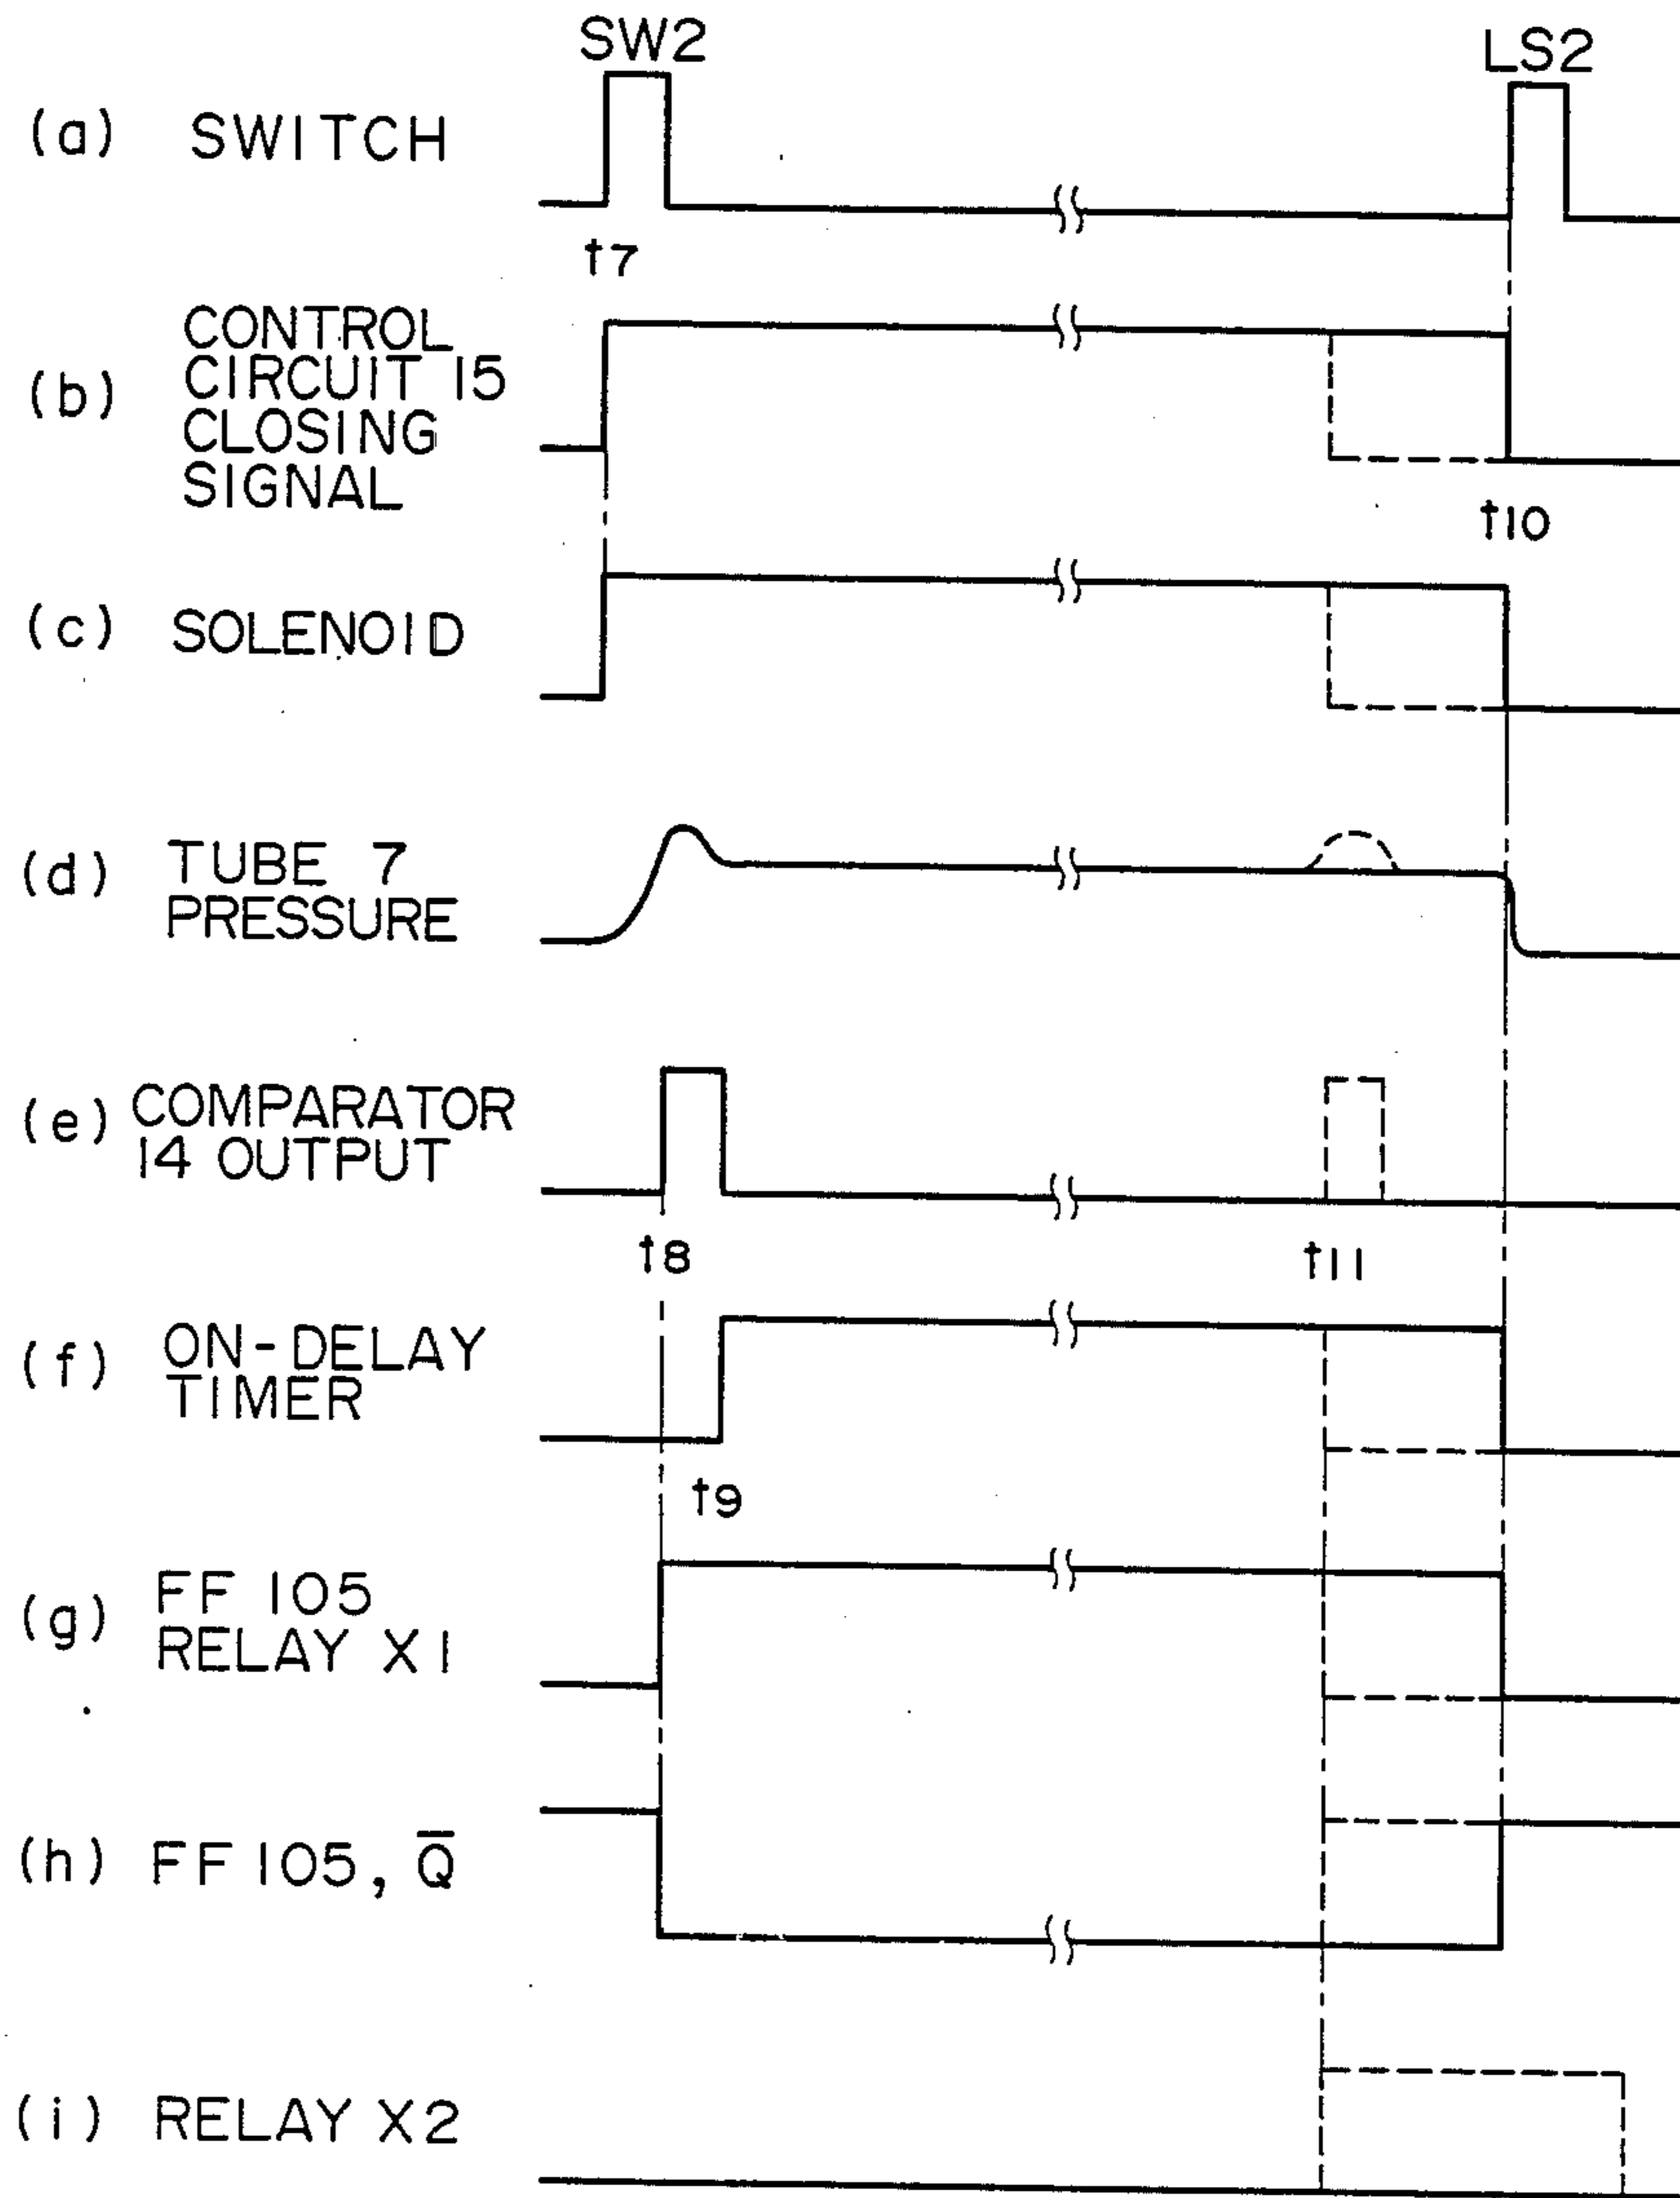 SW2
LS2
(a) SWITCH
t7
(b) CONTROL
CIRCUIT 15
CLOSING
SIGNAL
t10
(c) SOLENOID
(d) TUBE 7
PRESSURE
(e) COMPARATOR
14 OUTPUT
t8
t11
(f) ON-DELAY
TIMER
t9
(g) FF 105
RELAY X1
(h) FF 105, Q̅
(i) RELAY X2